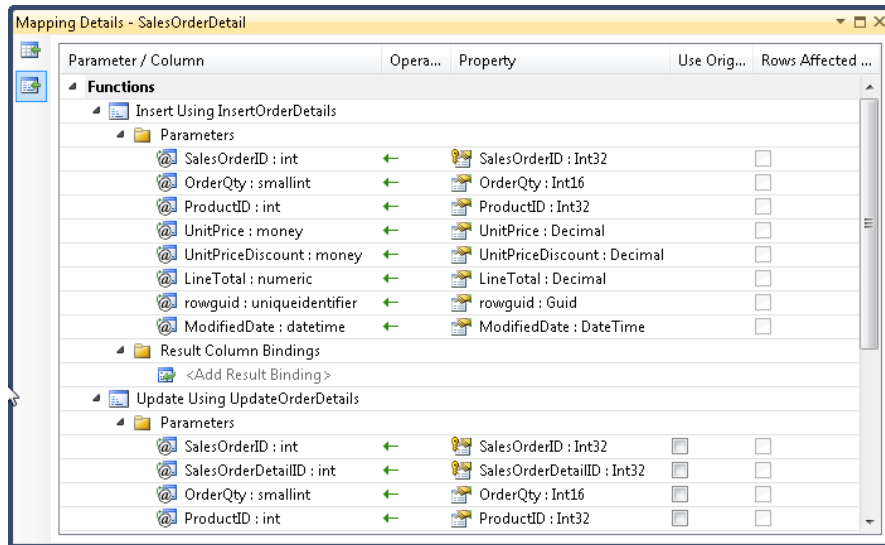 Mapping Details - SalesOrderDetail
Parameter / Column Opera... Property Use Orig... Rows Affected ...
Functions
Insert Using InsertOrderDetails
Parameters
SalesOrderID : int ← SalesOrderID : Int32
OrderQty : smallint ← OrderQty : Int16
ProductID : int ← ProductID : Int32
UnitPrice : money ← UnitPrice : Decimal
UnitPriceDiscount : money ← UnitPriceDiscount : Decimal
LineTotal : numeric ← LineTotal : Decimal
rowguid : uniqueidentifier ← rowguid : Guid
ModifiedDate : datetime ← ModifiedDate : DateTime
Result Column Bindings
<Add Result Binding>
Update Using UpdateOrderDetails
Parameters
SalesOrderID : int ← SalesOrderID : Int32
SalesOrderDetailID : int ← SalesOrderDetailID : Int32
OrderQty : smallint ← OrderQty : Int16
ProductID : int ← ProductID : Int32